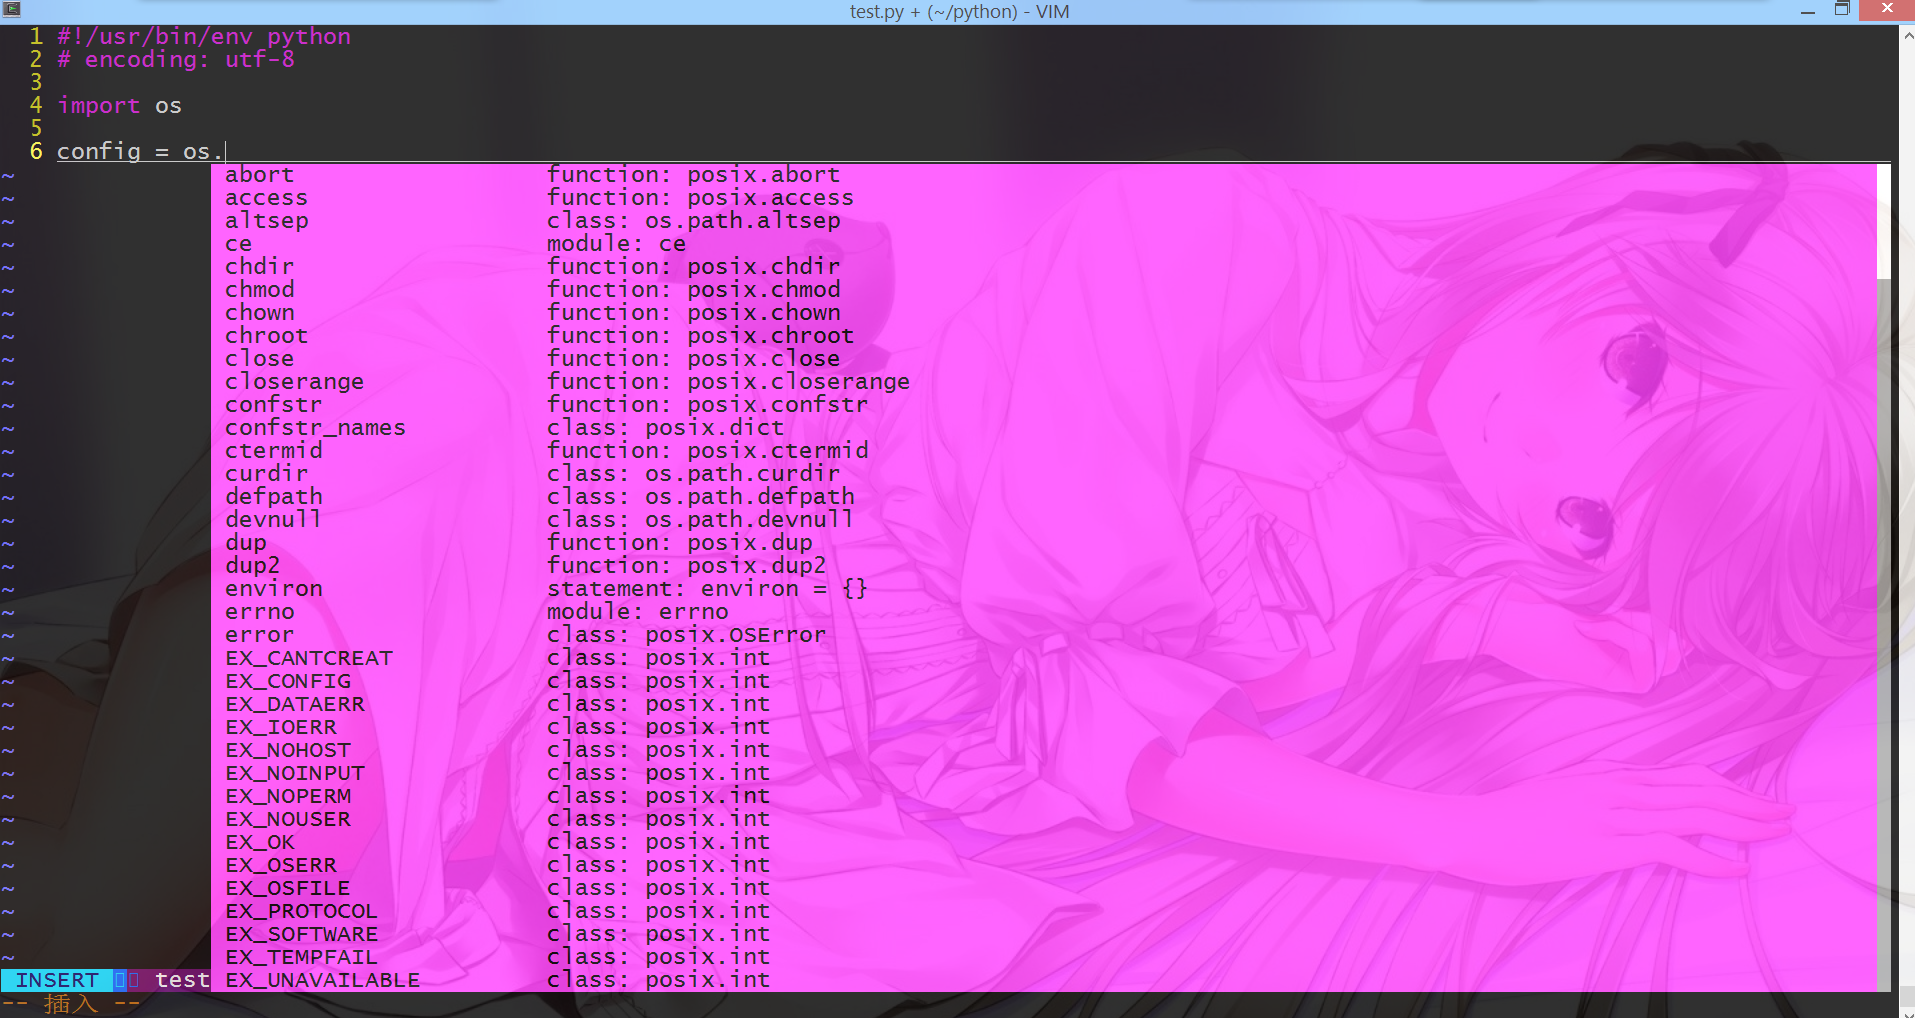 test.py + (~/python) - VIM
1 #!/usr/bin/env python
2 # encoding: utf-8
3
4 import os
5
6 config = os.
~ abort function: posix.abort
~ access function: posix.access
~ altsep class: os.path.altsep
~ ce module: ce
~ chdir function: posix.chdir
~ chmod function: posix.chmod
~ chown function: posix.chown
~ chroot function: posix.chroot
~ close function: posix.close
~ closerange function: posix.closerange
~ confstr function: posix.confstr
~ confstr_names class: posix.dict
~ ctermid function: posix.ctermid
~ curdir class: os.path.curdir
~ defpath class: os.path.defpath
~ devnull class: os.path.devnull
~ dup function: posix.dup
~ dup2 function: posix.dup2
~ environ statement: environ = {}
~ errno module: errno
~ error class: posix.OSError
~ EX_CANTCREAT class: posix.int
~ EX_CONFIG class: posix.int
~ EX_DATAERR class: posix.int
~ EX_IOERR class: posix.int
~ EX_NOHOST class: posix.int
~ EX_NOINPUT class: posix.int
~ EX_NOPERM class: posix.int
~ EX_NOUSER class: posix.int
~ EX_OK class: posix.int
~ EX_OSERR class: posix.int
~ EX_OSFILE class: posix.int
~ EX_PROTOCOL class: posix.int
~ EX_SOFTWARE class: posix.int
~ EX_TEMPFAIL class: posix.int
INSERT test EX_UNAVAILABLE class: posix.int
-- 插入 --